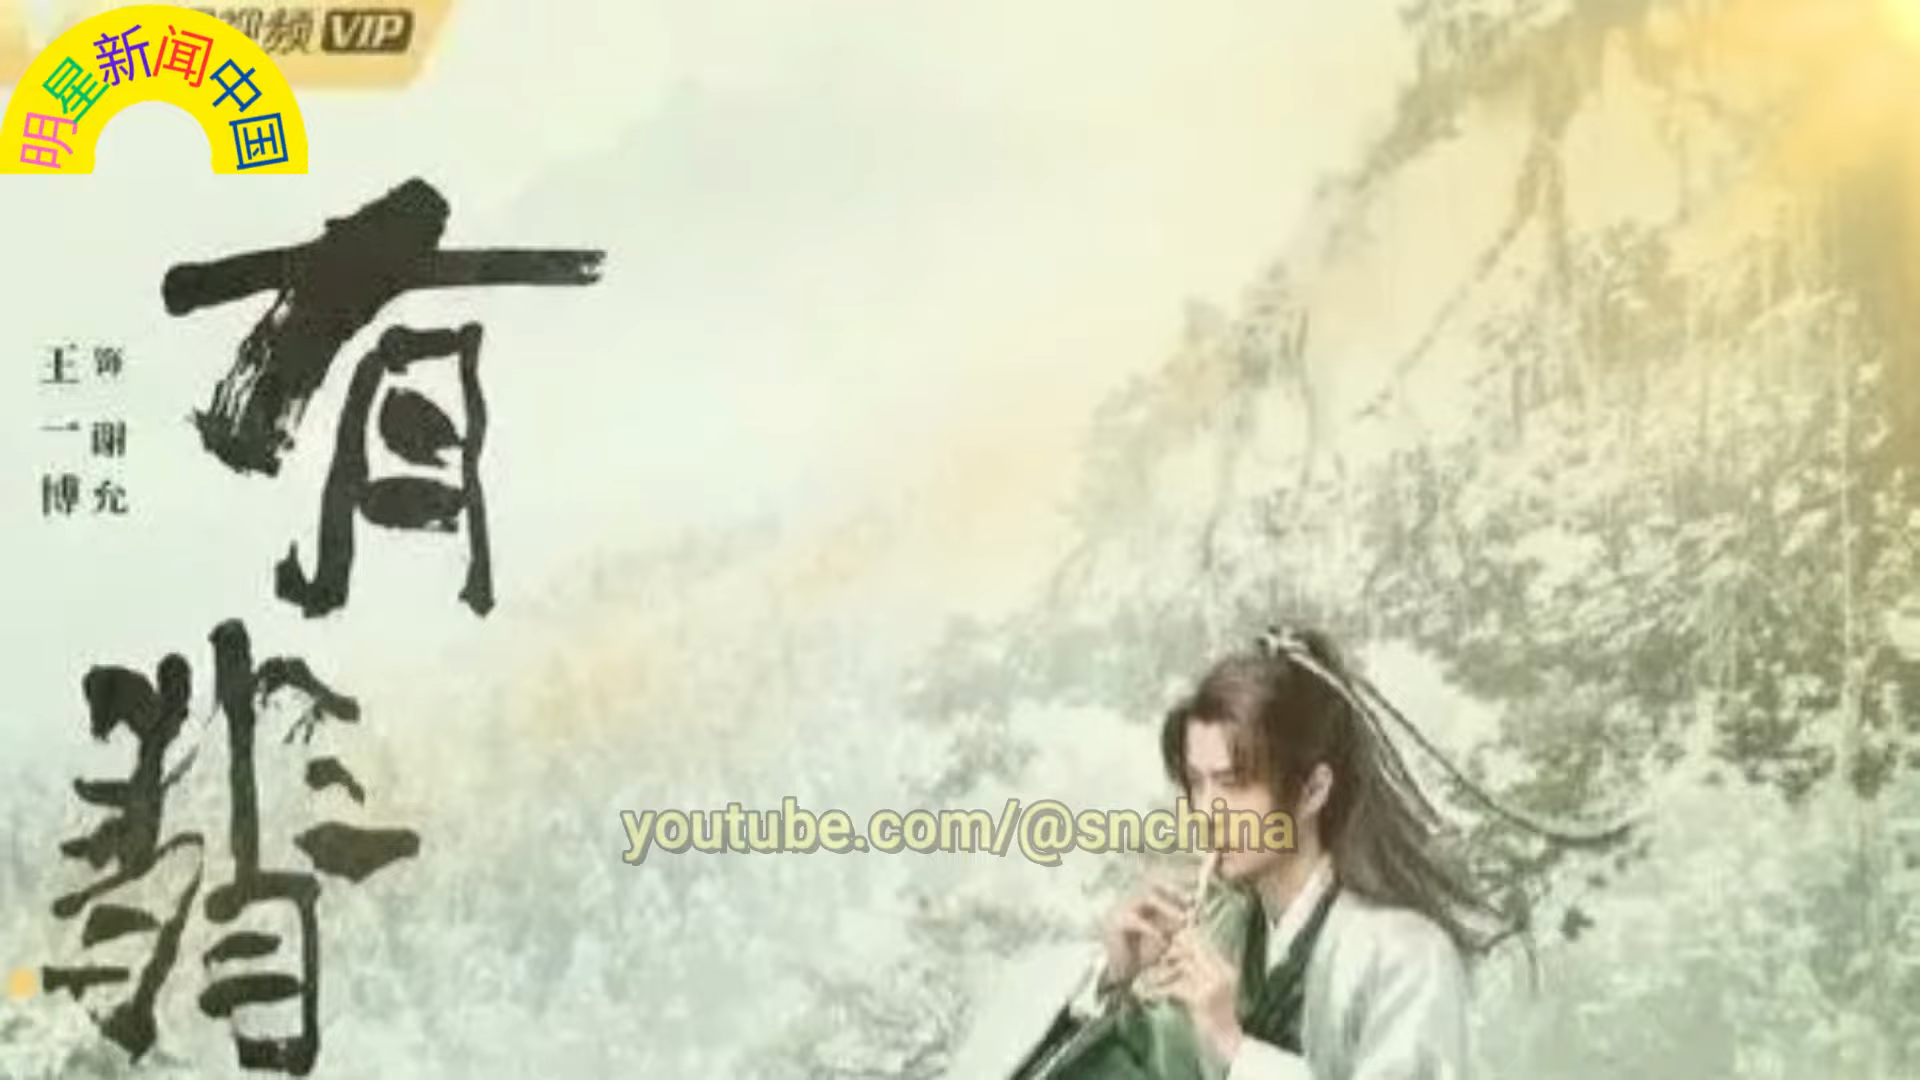 视频 VIP
明星新闻中国
有翡
王一博
饰 谢允
youtube.com/@snchina